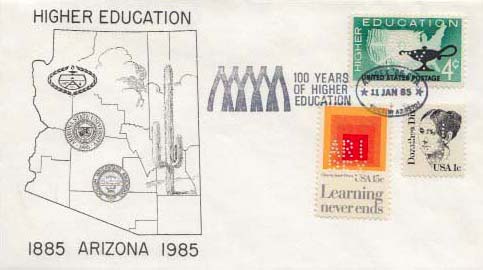 HIGHER EDUCATION
1885 ARIZONA 1985
100 YEARS
OF HIGHER
EDUCATION
HIGHER
EDUCATION
4¢
UNITED STATES POSTAGE
11 JAN 85
USA 15c
Learning
never ends
Dorothea Dix
USA 1c